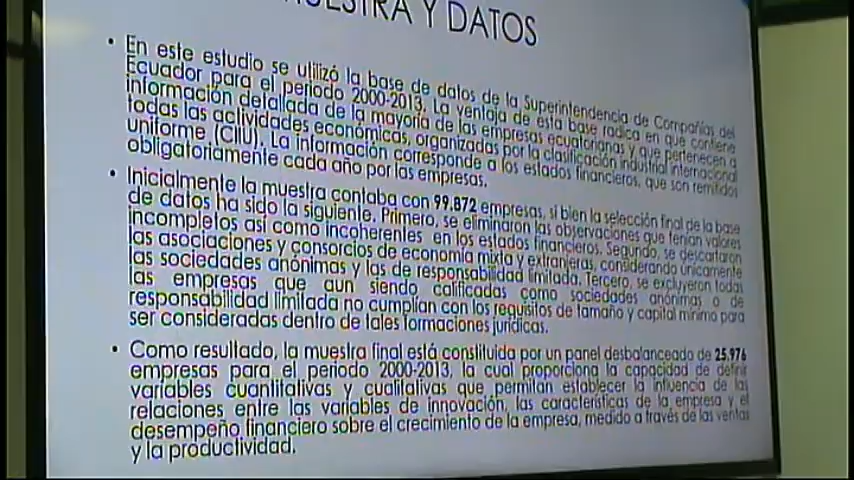 MUESTRA Y DATOS
• En este estudio se utilizó la base de datos de la Superintendencia de Compañías del
Ecuador para el periodo 2000-2013. La ventaja de esta base radica en que contiene
información detallada de la mayoría de las empresas ecuatorianas y que pertenecen a
todas las actividades económicas, organizadas por la clasificación industrial internacional
uniforme (CIIU). La información corresponde a los estados financieros, que son remitidos
obligatoriamente cada año por las empresas.
• Inicialmente la muestra contaba con 99.872 empresas, si bien la selección final de la base
de datos ha sido la siguiente. Primero, se eliminaron las observaciones que tenían valores
incompletos así como incoherentes en los estados financieros. Segundo, se descartaron
las asociaciones y consorcios de economía mixta y extranjeras, considerando únicamente
las sociedades anónimas y las de responsabilidad limitada. Tercero, se excluyeron todas
las empresas que aun siendo calificadas como sociedades anónimas o de
responsabilidad limitada no cumplían con los requisitos de tamaño y capital mínimo para
ser consideradas dentro de tales formaciones jurídicas.
• Como resultado, la muestra final está constituida por un panel desbalanceado de 25.976
empresas para el periodo 2000-2013, la cual proporciona la capacidad de definir
variables cuantitativas y cualitativas que permitan establecer la influencia de las
relaciones entre las variables de innovación, las características de la empresa y el
desempeño financiero sobre el crecimiento de la empresa, medido a través de las ventas
y la productividad.